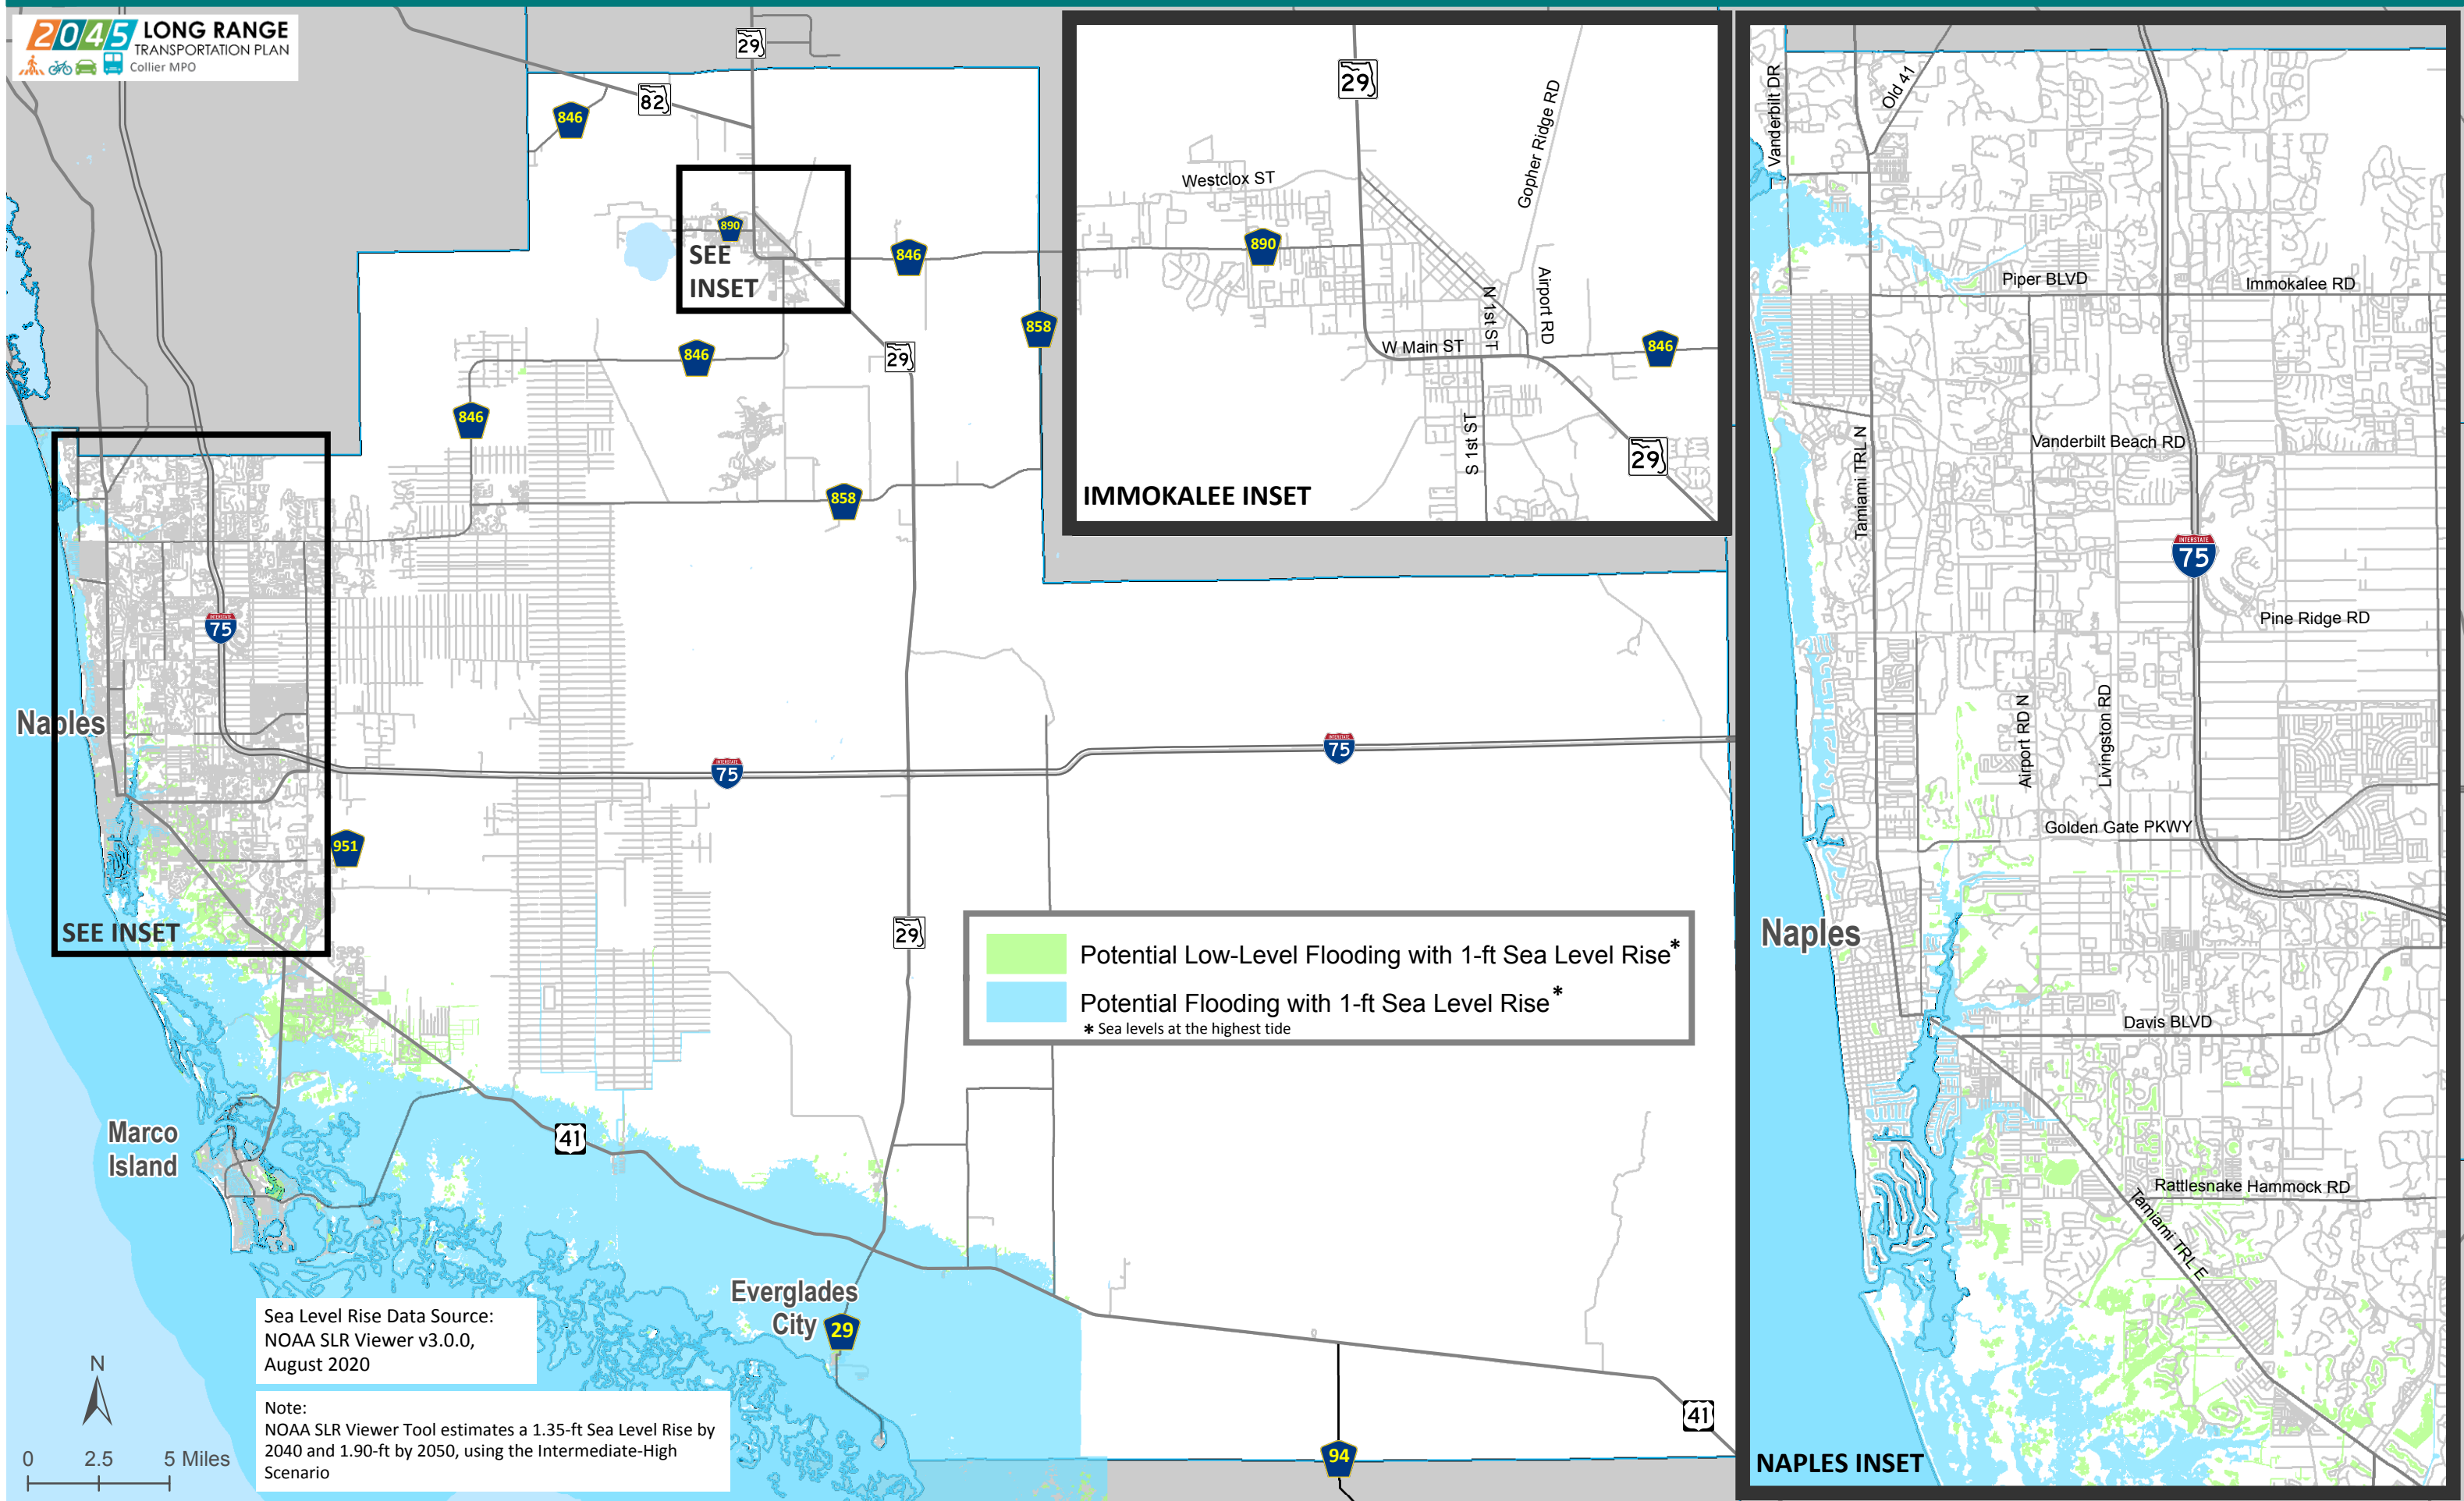 2045 LONG RANGE
TRANSPORTATION PLAN
Collier MPO
29
82
846
890
SEE
INSET
846
858
846
29
846
858
75
Naples
75
75
951
SEE INSET
29
Potential Low-Level Flooding with 1-ft Sea Level Rise*
Potential Flooding with 1-ft Sea Level Rise*
* Sea levels at the highest tide
Marco
Island
41
Everglades
City
29
Sea Level Rise Data Source:
NOAA SLR Viewer v3.0.0,
August 2020
Note:
NOAA SLR Viewer Tool estimates a 1.35-ft Sea Level Rise by
2040 and 1.90-ft by 2050, using the Intermediate-High
Scenario
N
0 2.5 5 Miles
41
94
29
Gopher Ridge RD
Westclox ST
890
Airport RD
N 1st ST
W Main ST
846
S 1st ST
29
IMMOKALEE INSET
Vanderbilt DR
Old 41
Piper BLVD
Immokalee RD
Tamiami TRL N
Vanderbilt Beach RD
INTERSTATE
75
Pine Ridge RD
Airport RD N
Livingston RD
Golden Gate PKWY
Naples
Davis BLVD
Rattlesnake Hammock RD
Tamiami TRL E
NAPLES INSET